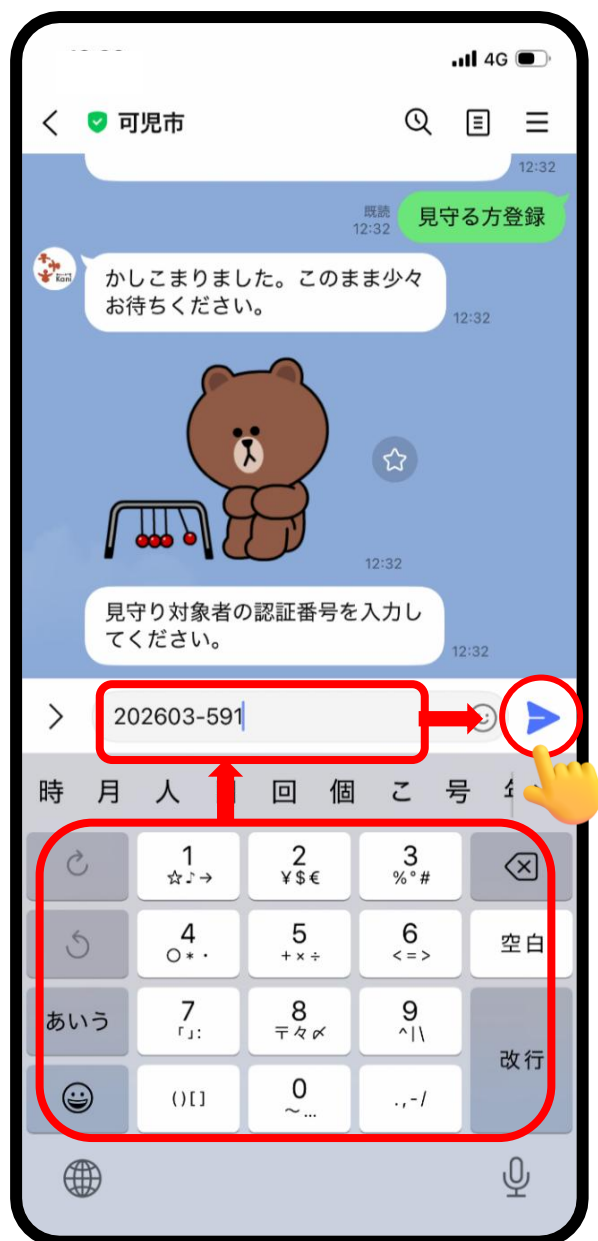 4G
可児市
12:32
見守る方登録
既読
12:32
Kani
かしこまりました。このまま少々
お待ちください。
12:32
12:32
見守り対象者の認証番号を入力し
てください。
12:32
202603-591
時 月 人 回 個 こ 号
1 2 3
☆♪→ ¥$€ %°#
4 5 6 空白
○*・ +×÷ <=>
あいう 7 8 9
「」: 〒々〆 ^|\
改行
()[] 0 .,-/
~…